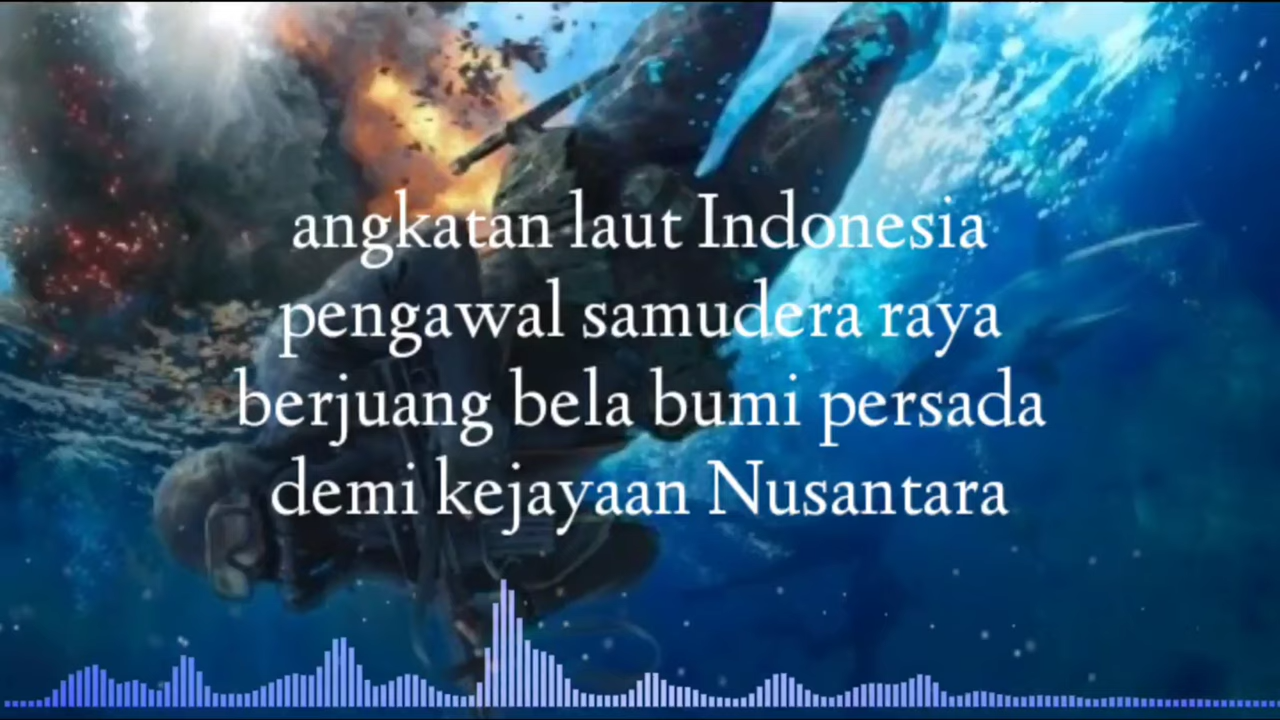 angkatan laut Indonesia
pengawal samudera raya
berjuang bela bumi persada
demi kejayaan Nusantara